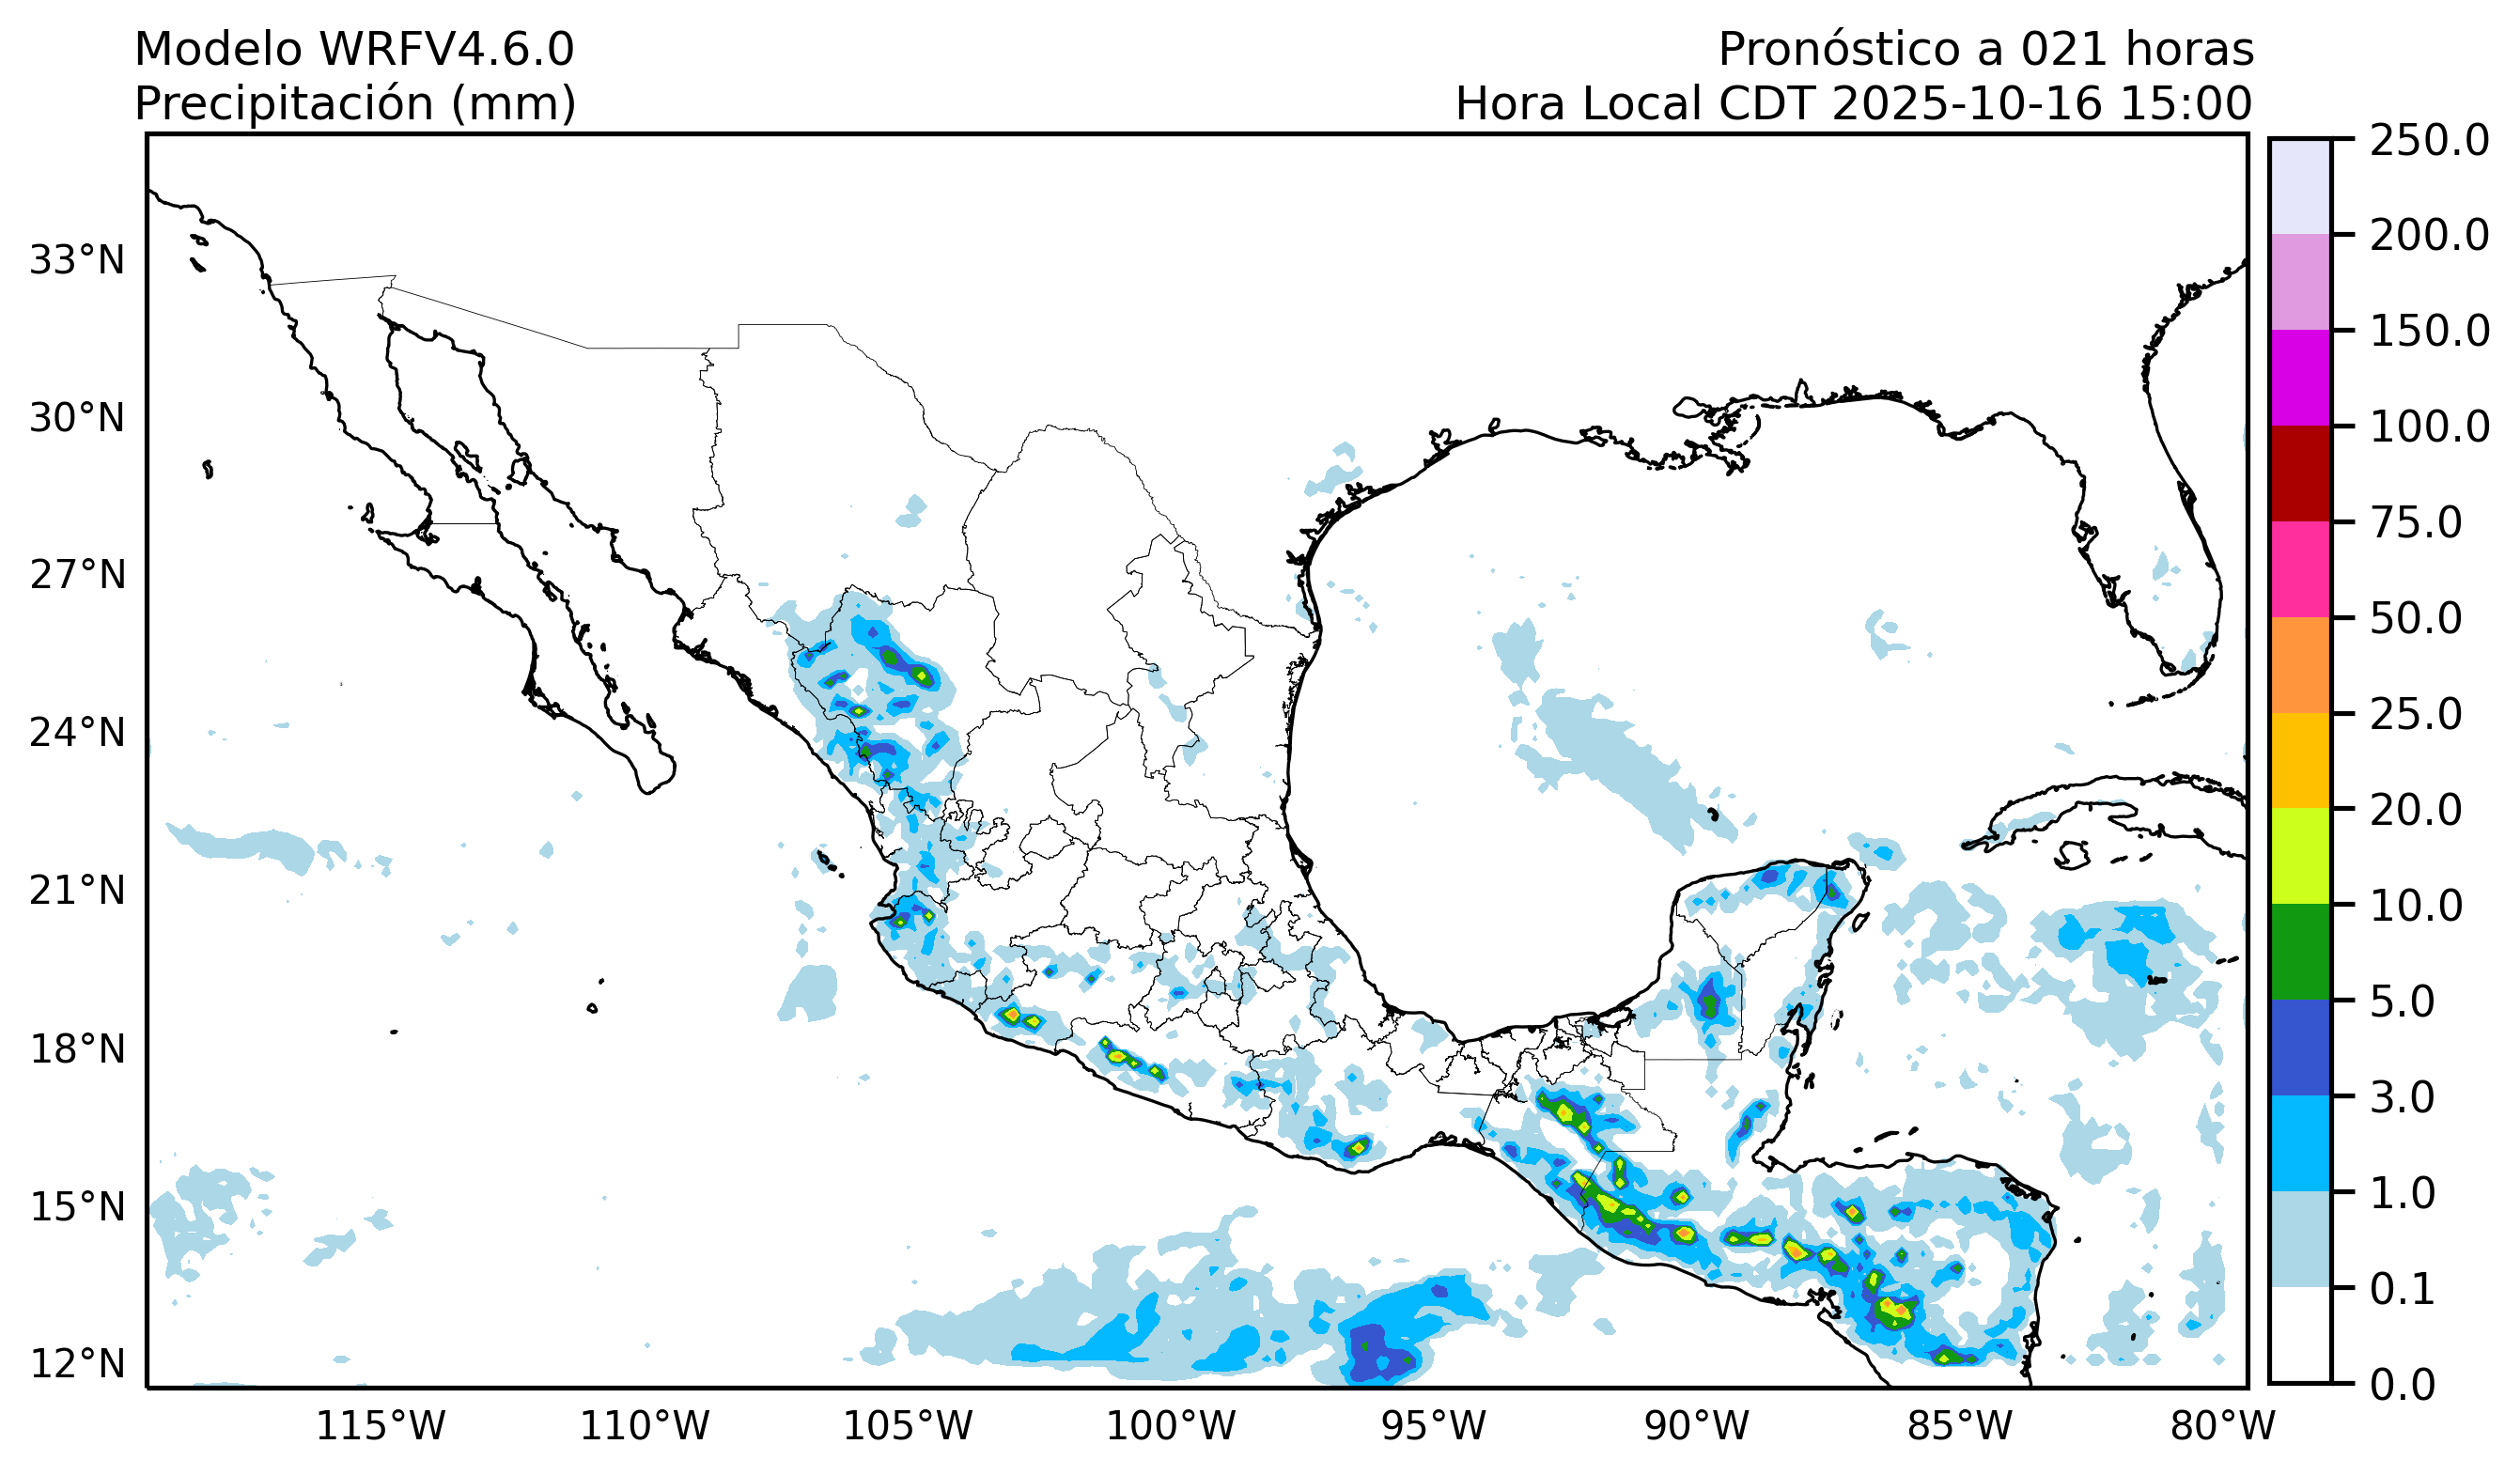 Modelo WRFV4.6.0
Precipitación (mm)
Pronóstico a 021 horas
Hora Local CDT 2025-10-16 15:00
33°N
30°N
27°N
24°N
21°N
18°N
15°N
12°N
115°W
110°W
105°W
100°W
95°W
90°W
85°W
80°W
250.0
200.0
150.0
100.0
75.0
50.0
25.0
20.0
10.0
5.0
3.0
1.0
0.1
0.0